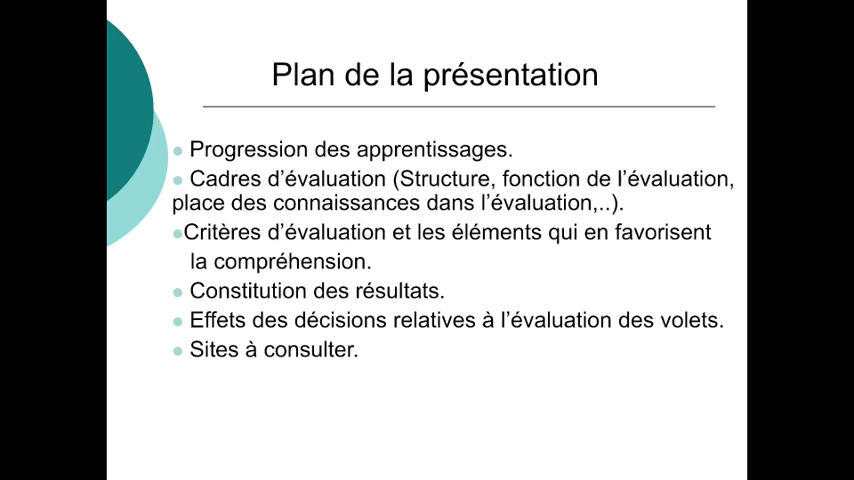 Plan de la présentation
● Progression des apprentissages.
● Cadres d’évaluation (Structure, fonction de l’évaluation,
place des connaissances dans l’évaluation,..).
●Critères d’évaluation et les éléments qui en favorisent
la compréhension.
● Constitution des résultats.
● Effets des décisions relatives à l’évaluation des volets.
● Sites à consulter.